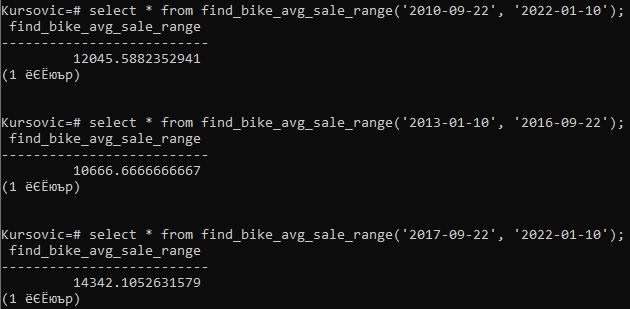 Kursovic=# select * from find_bike_avg_sale_range('2010-09-22', '2022-01-10');
find_bike_avg_sale_range
--------------------------
12045.5882352941
(1 ёЄЁюър)
Kursovic=# select * from find_bike_avg_sale_range('2013-01-10', '2016-09-22');
find_bike_avg_sale_range
--------------------------
10666.6666666667
(1 ёЄЁюър)
Kursovic=# select * from find_bike_avg_sale_range('2017-09-22', '2022-01-10');
find_bike_avg_sale_range
--------------------------
14342.1052631579
(1 ёЄЁюър)